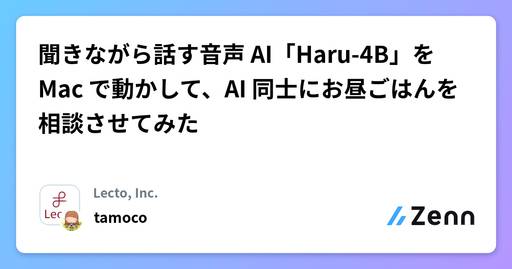 聞きながら話す音声 AI「Haru-4B」を
Mac で動かして、AI 同士にお昼ごはんを
相談させてみた
Lecto, Inc.
Lec
tamoco
Zenn